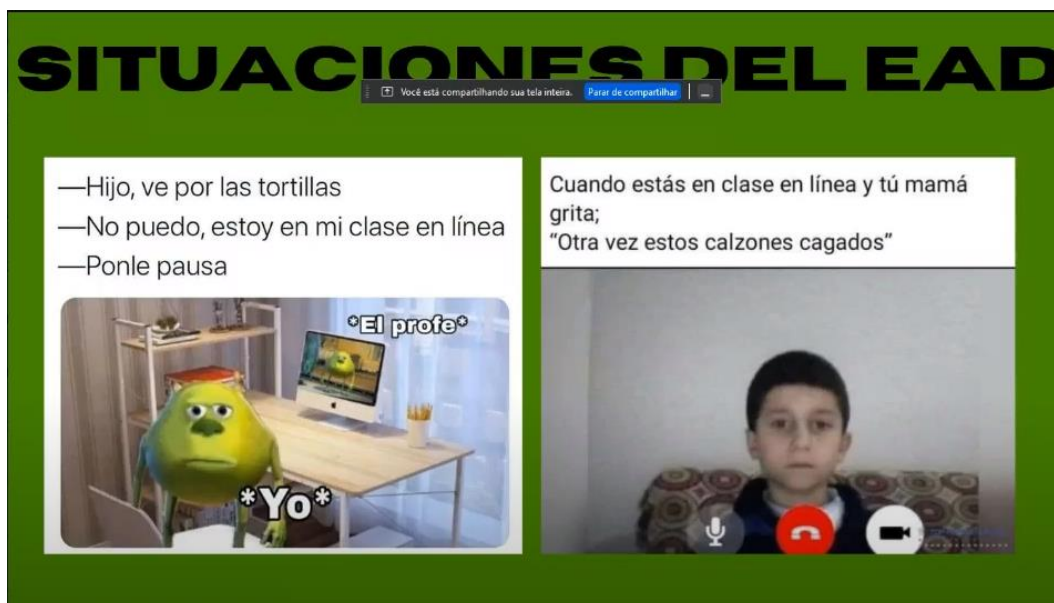 SITUACIONES DEL EAD
Você está compartilhando sua tela inteira. Parar de compartilhar
—Hijo, ve por las tortillas
—No puedo, estoy en mi clase en línea
—Ponle pausa
*El profe*
*Yo*
Cuando estás en clase en línea y tú mamá
grita;
“Otra vez estos calzones cagados”